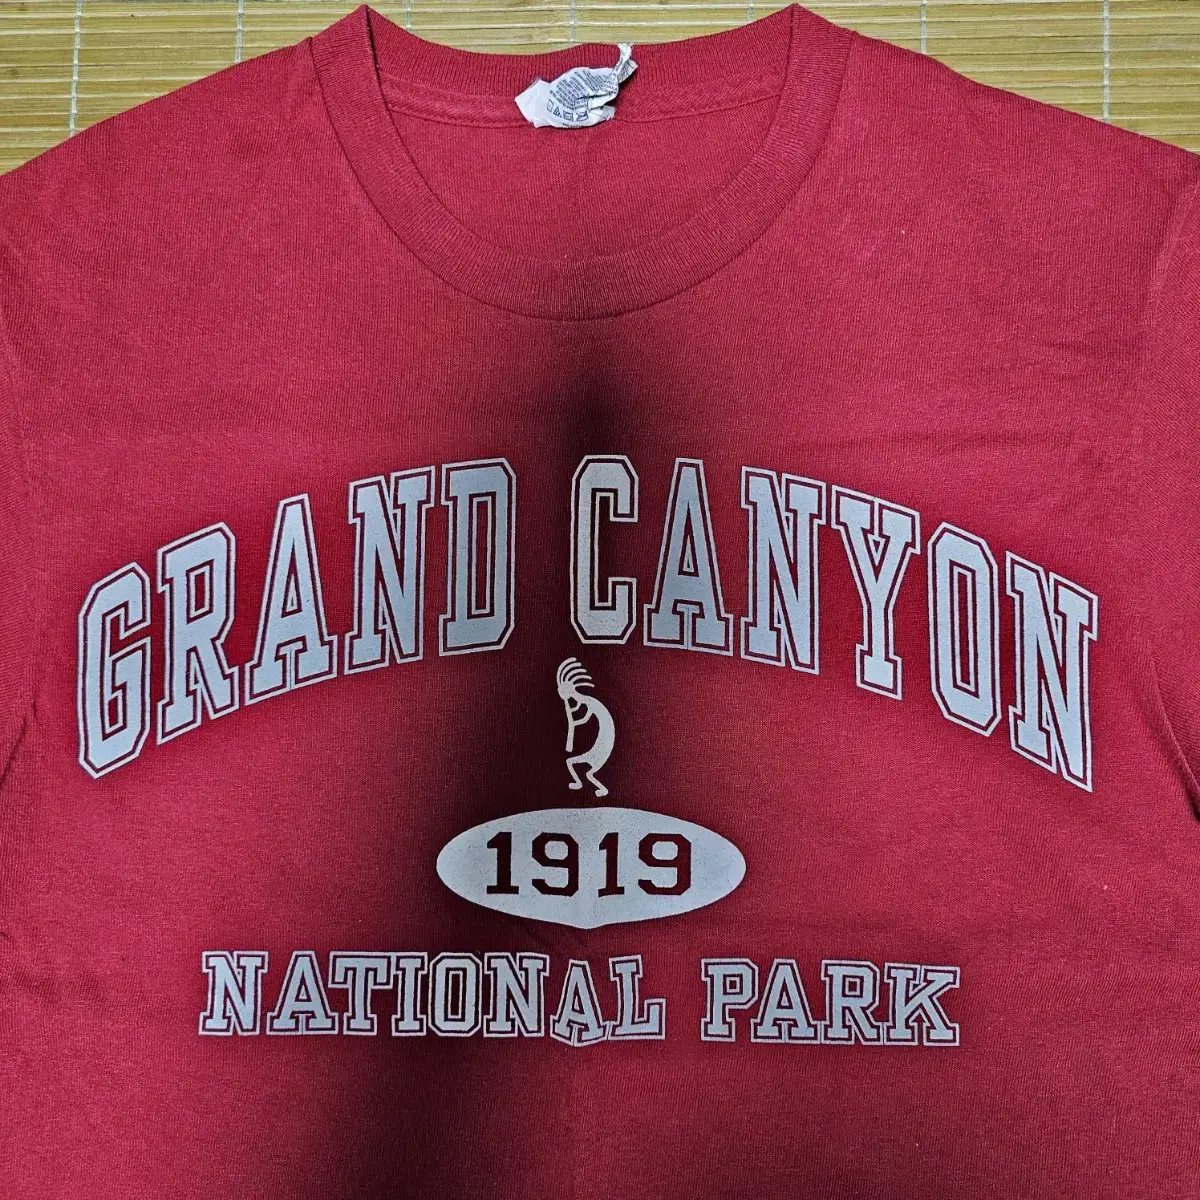 GRAND CANYON
1919
NATIONAL PARK